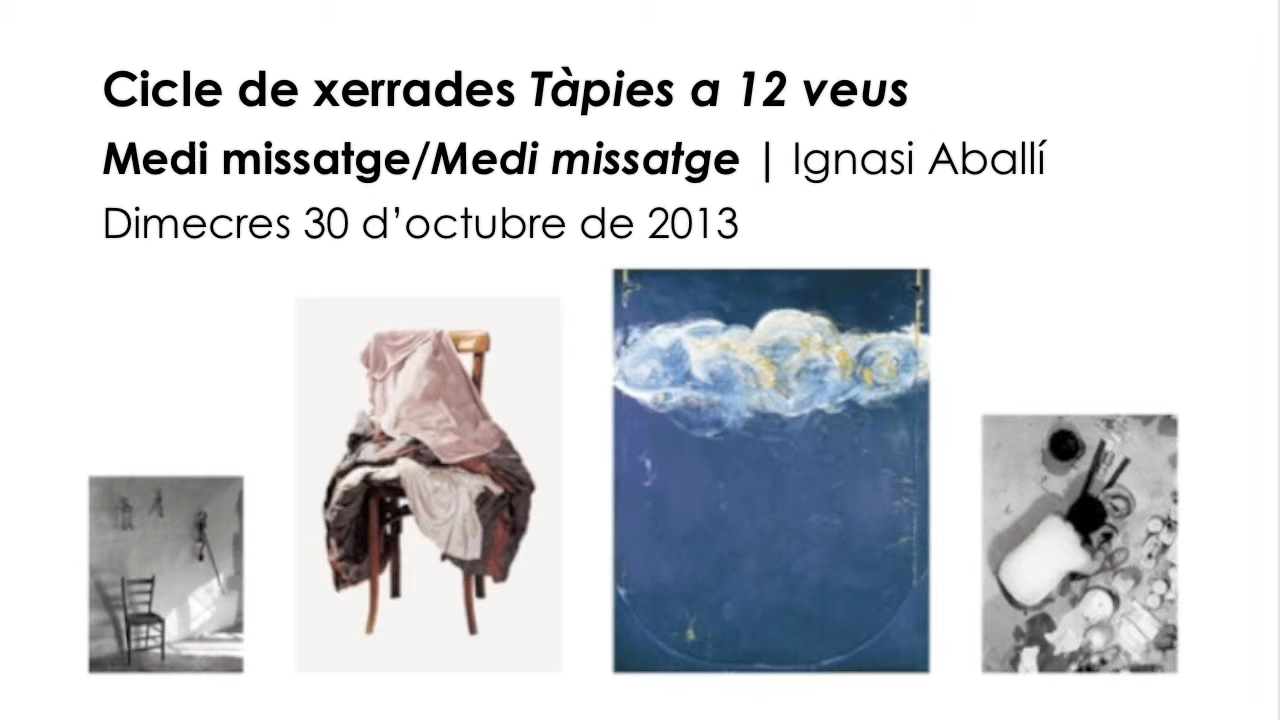 Cicle de xerrades Tàpies a 12 veus
Medi missatge/Medi missatge | Ignasi Aballí
Dimecres 30 d’octubre de 2013